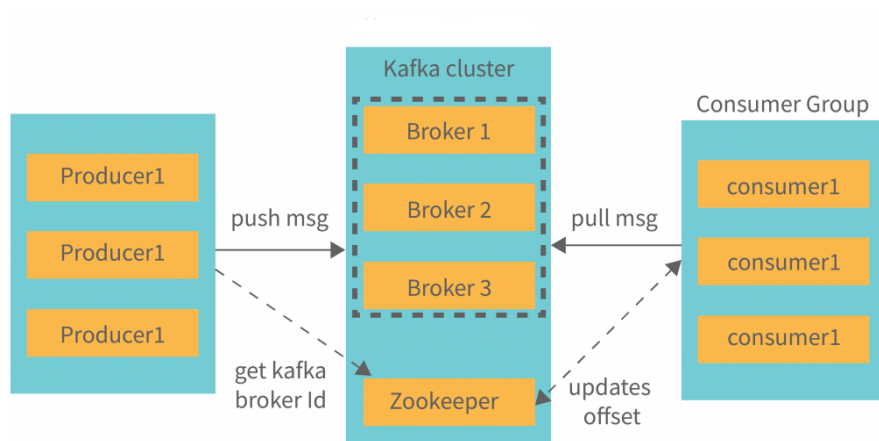 Kafka cluster
Consumer Group
Producer1
Producer1
Producer1
push msg
get kafka
broker Id
Broker 1
Broker 2
Broker 3
Zookeeper
pull msg
updates
offset
consumer1
consumer1
consumer1